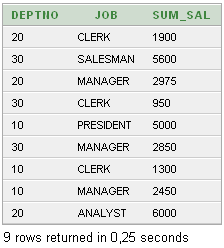 DEPTNO JOB SUM_SAL
20 CLERK 1900
30 SALESMAN 5600
20 MANAGER 2975
30 CLERK 950
10 PRESIDENT 5000
30 MANAGER 2850
10 CLERK 1300
10 MANAGER 2450
20 ANALYST 6000
9 rows returned in 0,25 seconds